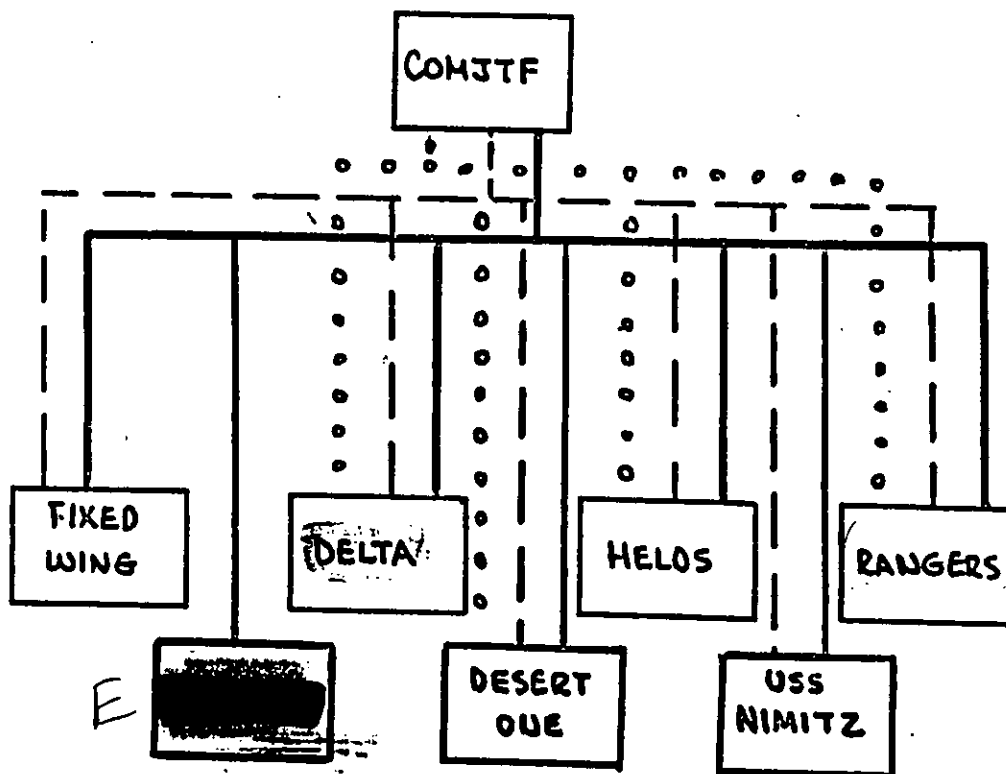 COMJTF
FIXED
WING
DELTA
HELOS
RANGERS
E
DESERT
ONE
USS
NIMITZ